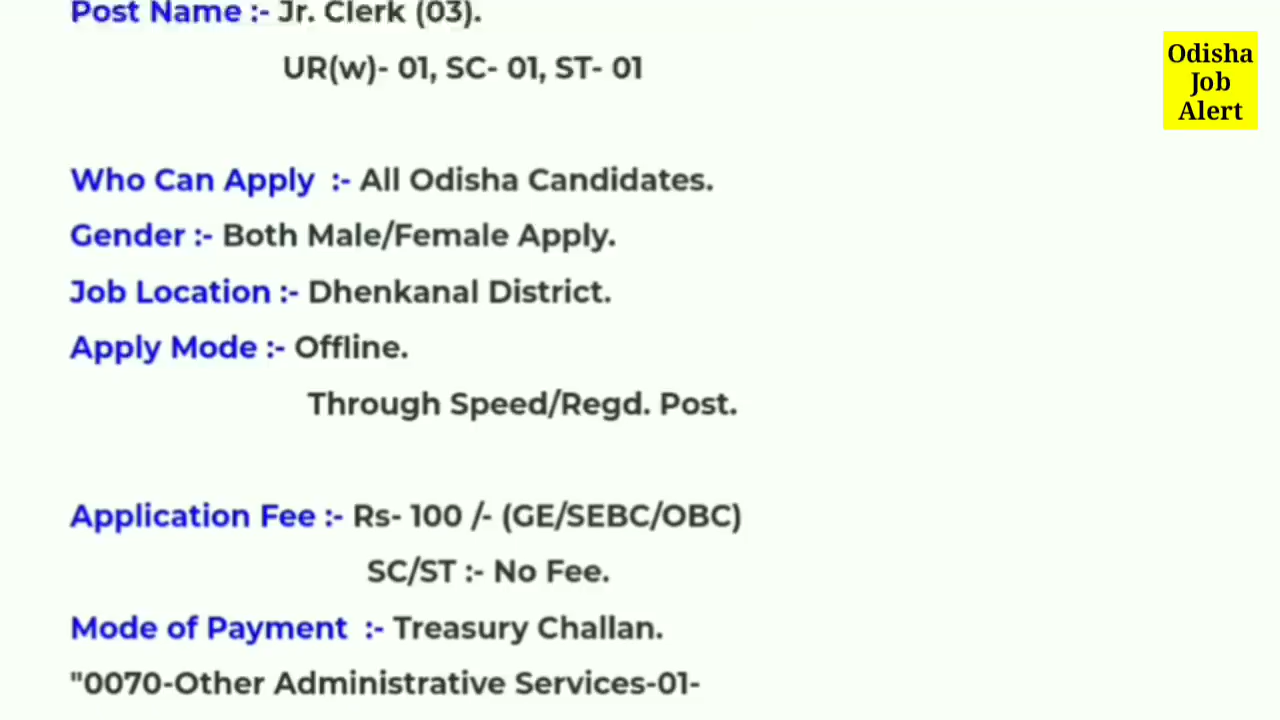 Post Name :- Jr. Clerk (03).
UR(w)- 01, SC- 01, ST- 01
Odisha
Job
Alert
Who Can Apply :- All Odisha Candidates.
Gender :- Both Male/Female Apply.
Job Location :- Dhenkanal District.
Apply Mode :- Offline.
Through Speed/Regd. Post.
Application Fee :- Rs- 100 /- (GE/SEBC/OBC)
SC/ST :- No Fee.
Mode of Payment :- Treasury Challan.
"0070-Other Administrative Services-01-